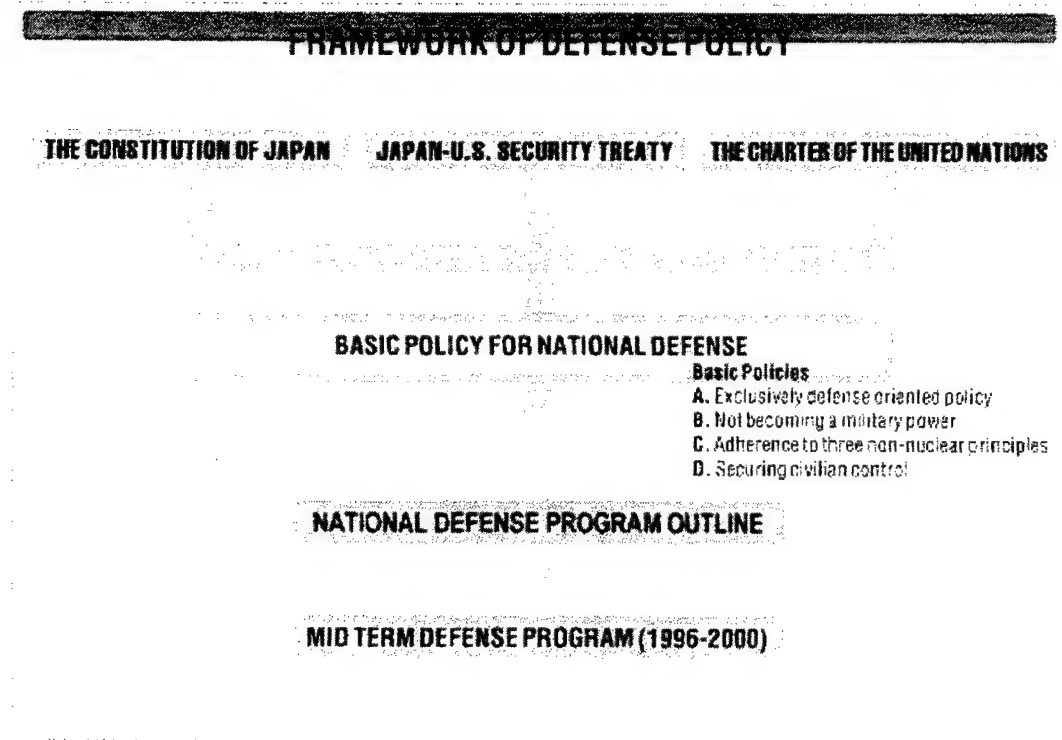 FRAMEWORK OF DEFENSE POLICY
THE CONSTITUTION OF JAPAN
JAPAN-U.S. SECURITY TREATY
THE CHARTER OF THE UNITED NATIONS
BASIC POLICY FOR NATIONAL DEFENSE
Basic Policies
A. Exclusively defense oriented policy
B. Not becoming a military power
C. Adherence to three non-nuclear principles
D. Securing civilian control
NATIONAL DEFENSE PROGRAM OUTLINE
MID TERM DEFENSE PROGRAM (1996-2000)